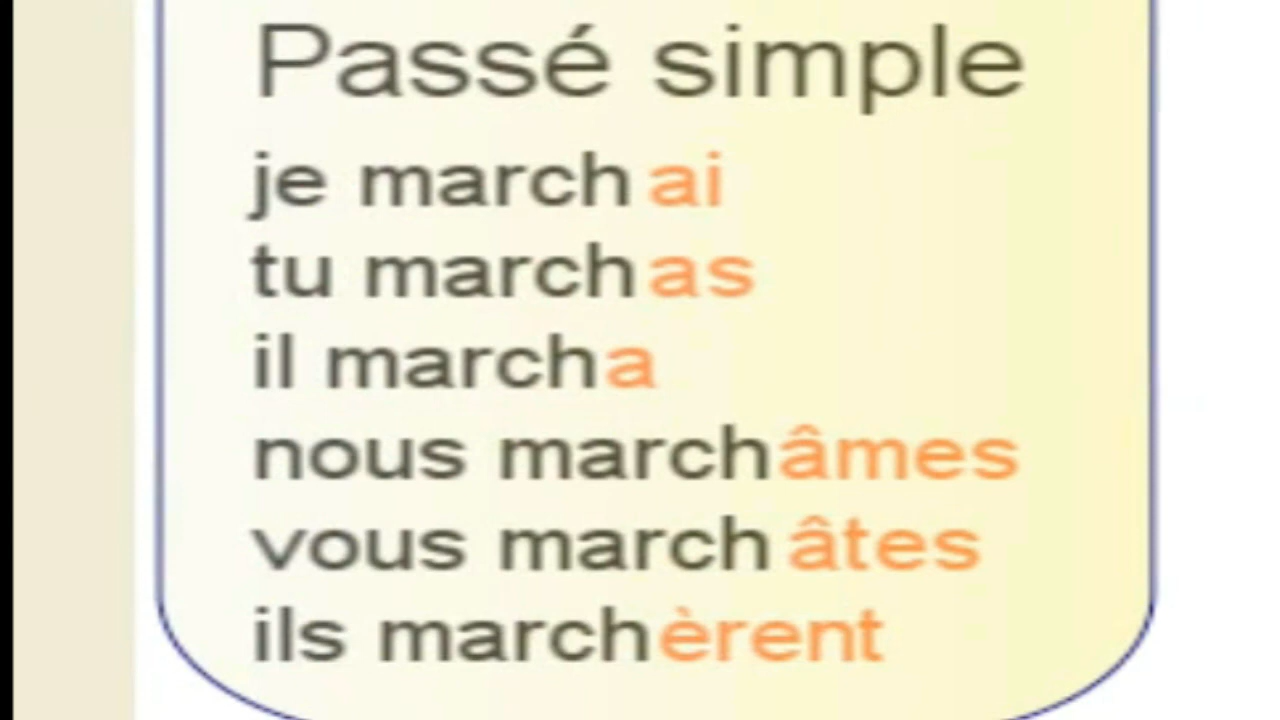 Passé simple
je marchai
tu marchas
il marcha
nous marchâmes
vous marchâtes
ils marchèrent